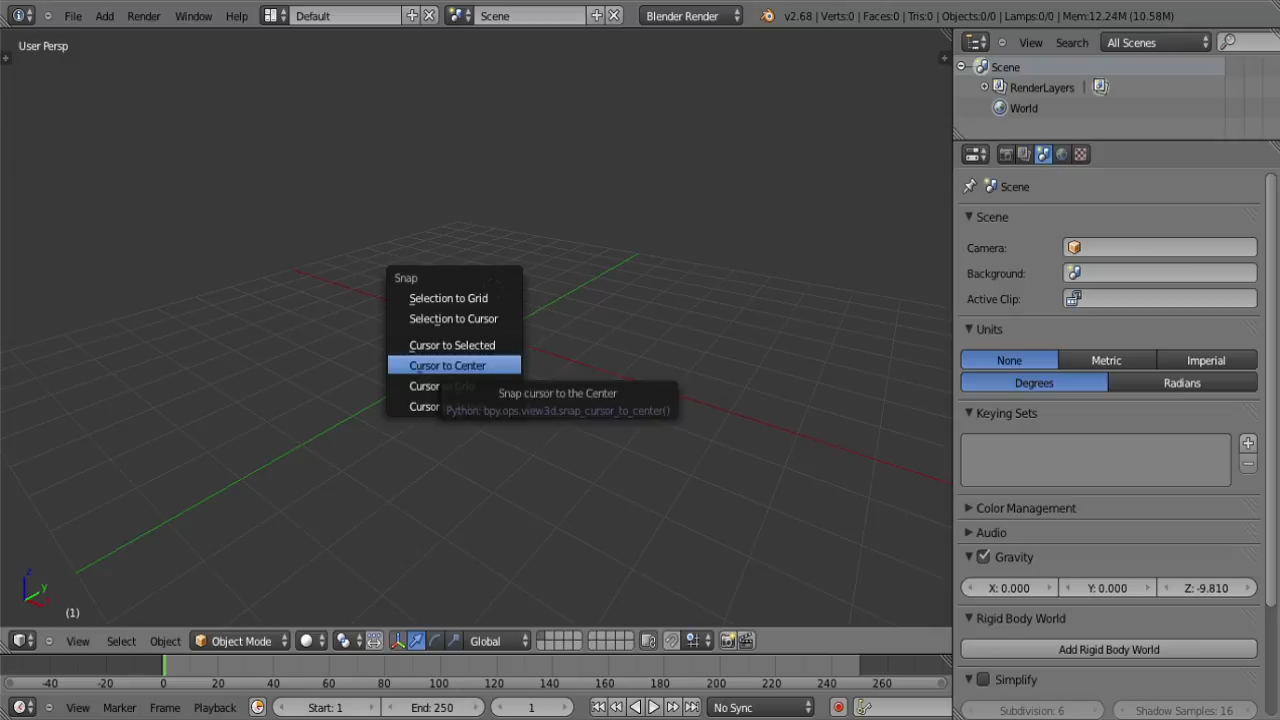 File Add Render Window Help Default Scene Blender Render v2.68 | Verts:0 | Faces:0 | Tris:0 | Objects:0/0 | Lamps:0/0 | Mem:12.24M (10.58M)
User Persp
View Search All Scenes
Scene
RenderLayers |
World
Scene
Scene
Camera:
Background:
Active Clip:
Units
None Metric Imperial
Degrees Radians
Keying Sets
Color Management
Audio
Gravity
X: 0.000 Y: 0.000 Z: -9.810
Rigid Body World
Add Rigid Body World
Simplify
Subdivision: 6 Shadow Samples: 16
Snap
Selection to Grid
Selection to Cursor
Cursor to Selected
Cursor to Center
Cursor
Cursor
Snap cursor to the Center
Python: bpy.ops.view3d.snap_cursor_to_center()
z
y
x
(1)
View Select Object Object Mode Global
-40 -20 0 20 40 60 80 100 120 140 160 180 200 220 240 260
View Marker Frame Playback Start: 1 End: 250 1 No Sync